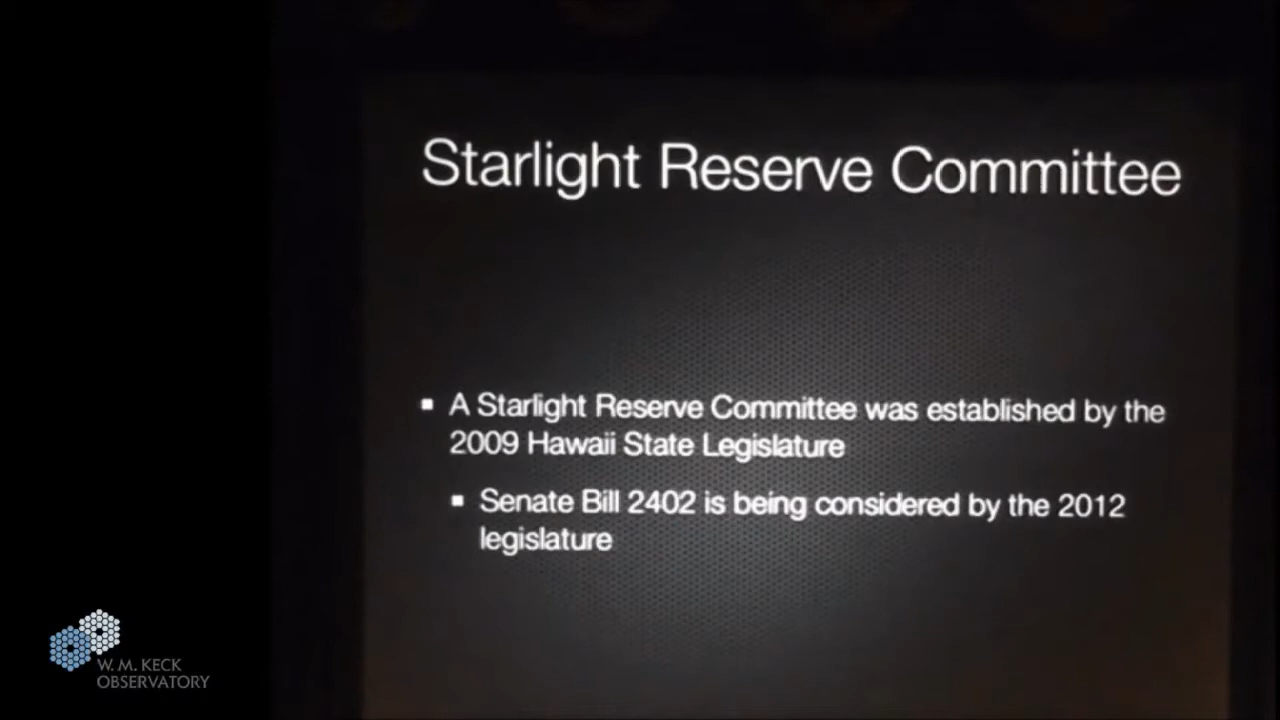 Starlight Reserve Committee
▪ A Starlight Reserve Committee was established by the
2009 Hawaii State Legislature
▪ Senate Bill 2402 is being considered by the 2012
legislature
W. M. KECK
OBSERVATORY